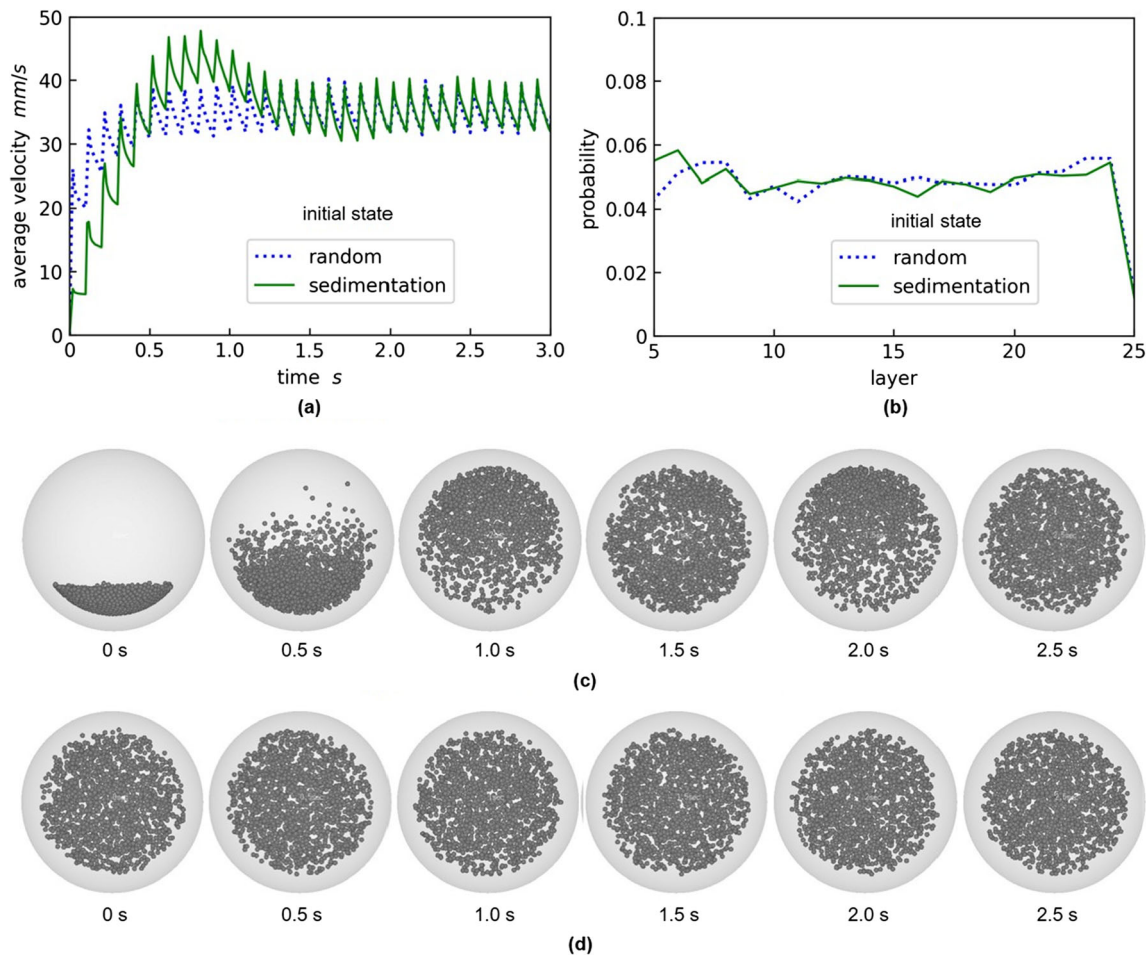 50
40
30
20
10
0
average velocity mm/s
initial state
random
sedimentation
0 0.5 1.0 1.5 2.0 2.5 3.0
time s
(a)
0.1
0.08
0.06
0.04
0.02
0
probability
initial state
random
sedimentation
5 10 15 20 25
layer
(b)
0 s 0.5 s 1.0 s 1.5 s 2.0 s 2.5 s
(c)
0 s 0.5 s 1.0 s 1.5 s 2.0 s 2.5 s
(d)